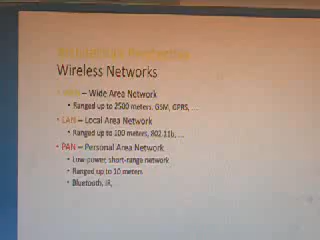 Wireless Networks
• WAN – Wide Area Network
• Ranged up to 2500 meters, GSM, GPRS, ...
• LAN – Local Area Network
• Ranged up to 100 meters, 802.11b, ...
• PAN – Personal Area Network
• Low-power, short-range network
• Ranged up to 10 meters
• Bluetooth, IR,